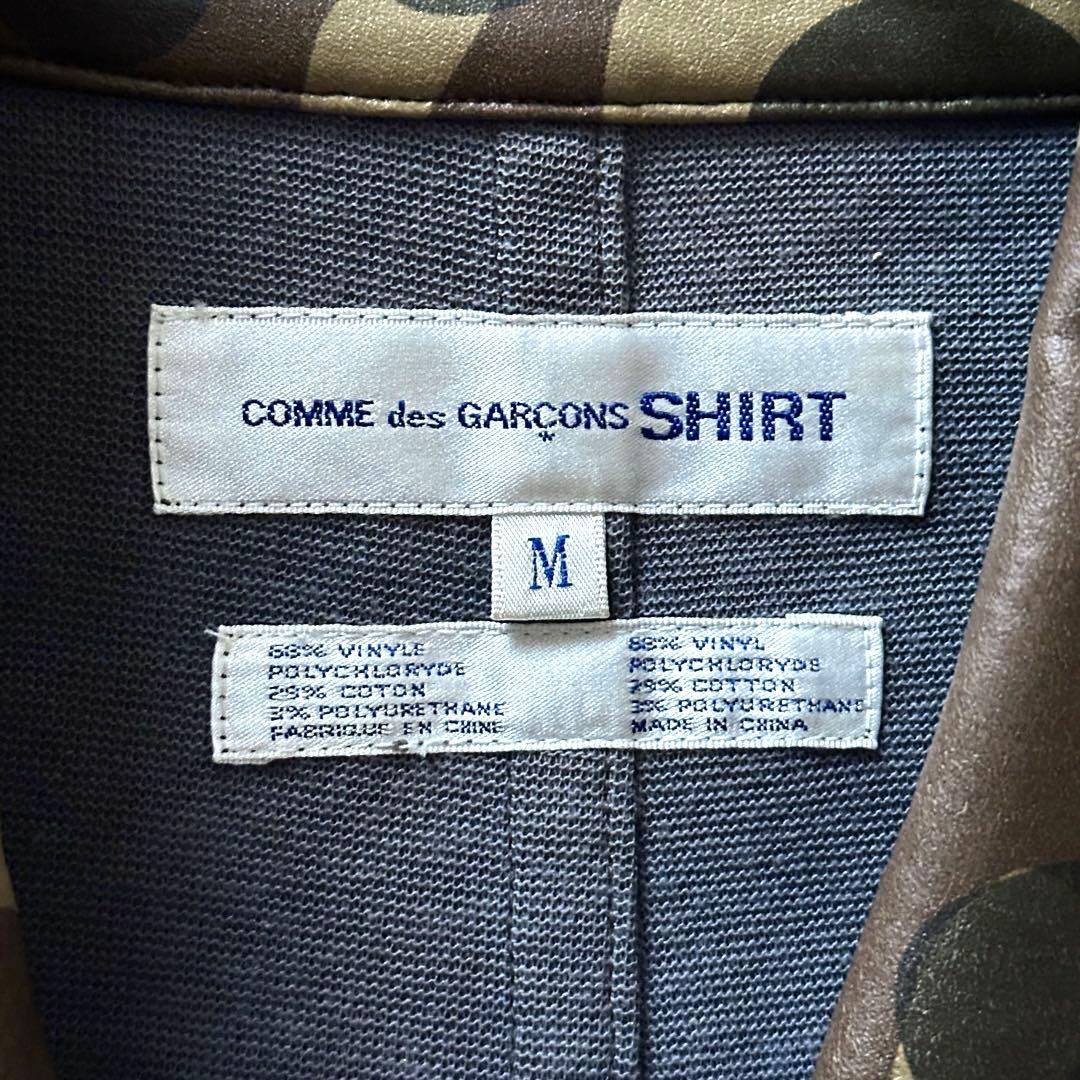 COMME des GARÇONS SHIRT
M
68% VINYLE
POLYCHLORYDE
29% COTON
3% POLYURETHANE
FABRIQUE EN CHINE
68% VINYL
POLYCHLORYDE
29% COTTON
3% POLYURETHANE
MADE IN CHINA